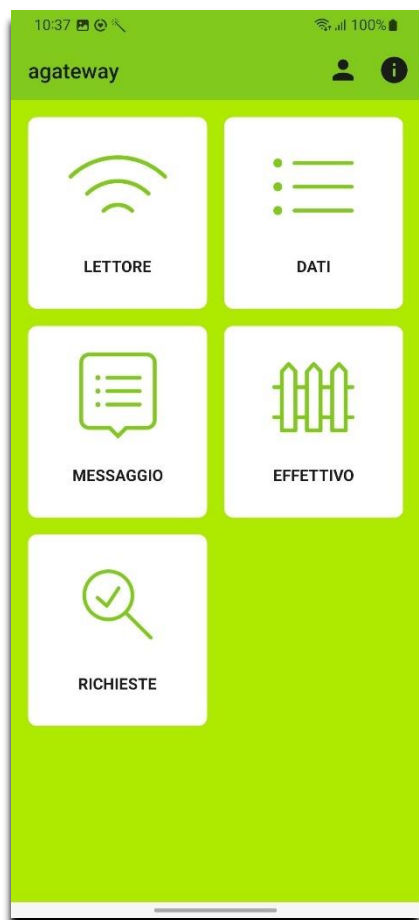 10:37 100%
agateway
LETTORE DATI
MESSAGGIO EFFETTIVO
RICHIESTE